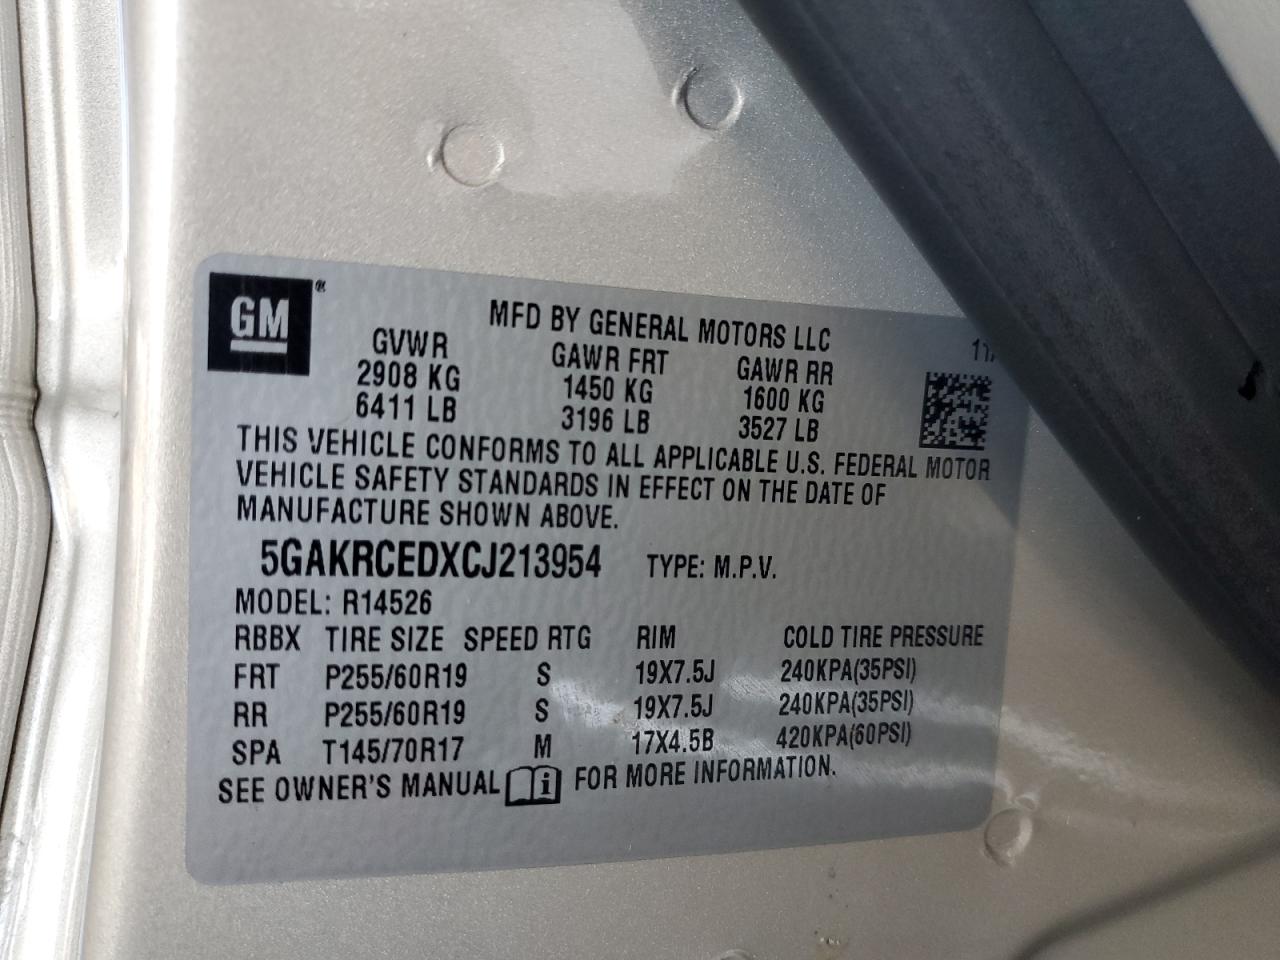 GM®
MFD BY GENERAL MOTORS LLC
GVWR GAWR FRT GAWR RR
2908 KG 1450 KG 1600 KG
6411 LB 3196 LB 3527 LB
THIS VEHICLE CONFORMS TO ALL APPLICABLE U.S. FEDERAL MOTOR
VEHICLE SAFETY STANDARDS IN EFFECT ON THE DATE OF
MANUFACTURE SHOWN ABOVE.
5GAKRCEDXCJ213954 TYPE: M.P.V.
MODEL: R14526
RBBX TIRE SIZE SPEED RTG RIM COLD TIRE PRESSURE
FRT P255/60R19 S 19X7.5J 240KPA(35PSI)
RR P255/60R19 S 19X7.5J 240KPA(35PSI)
SPA T145/70R17 M 17X4.5B 420KPA(60PSI)
SEE OWNER'S MANUAL i FOR MORE INFORMATION.